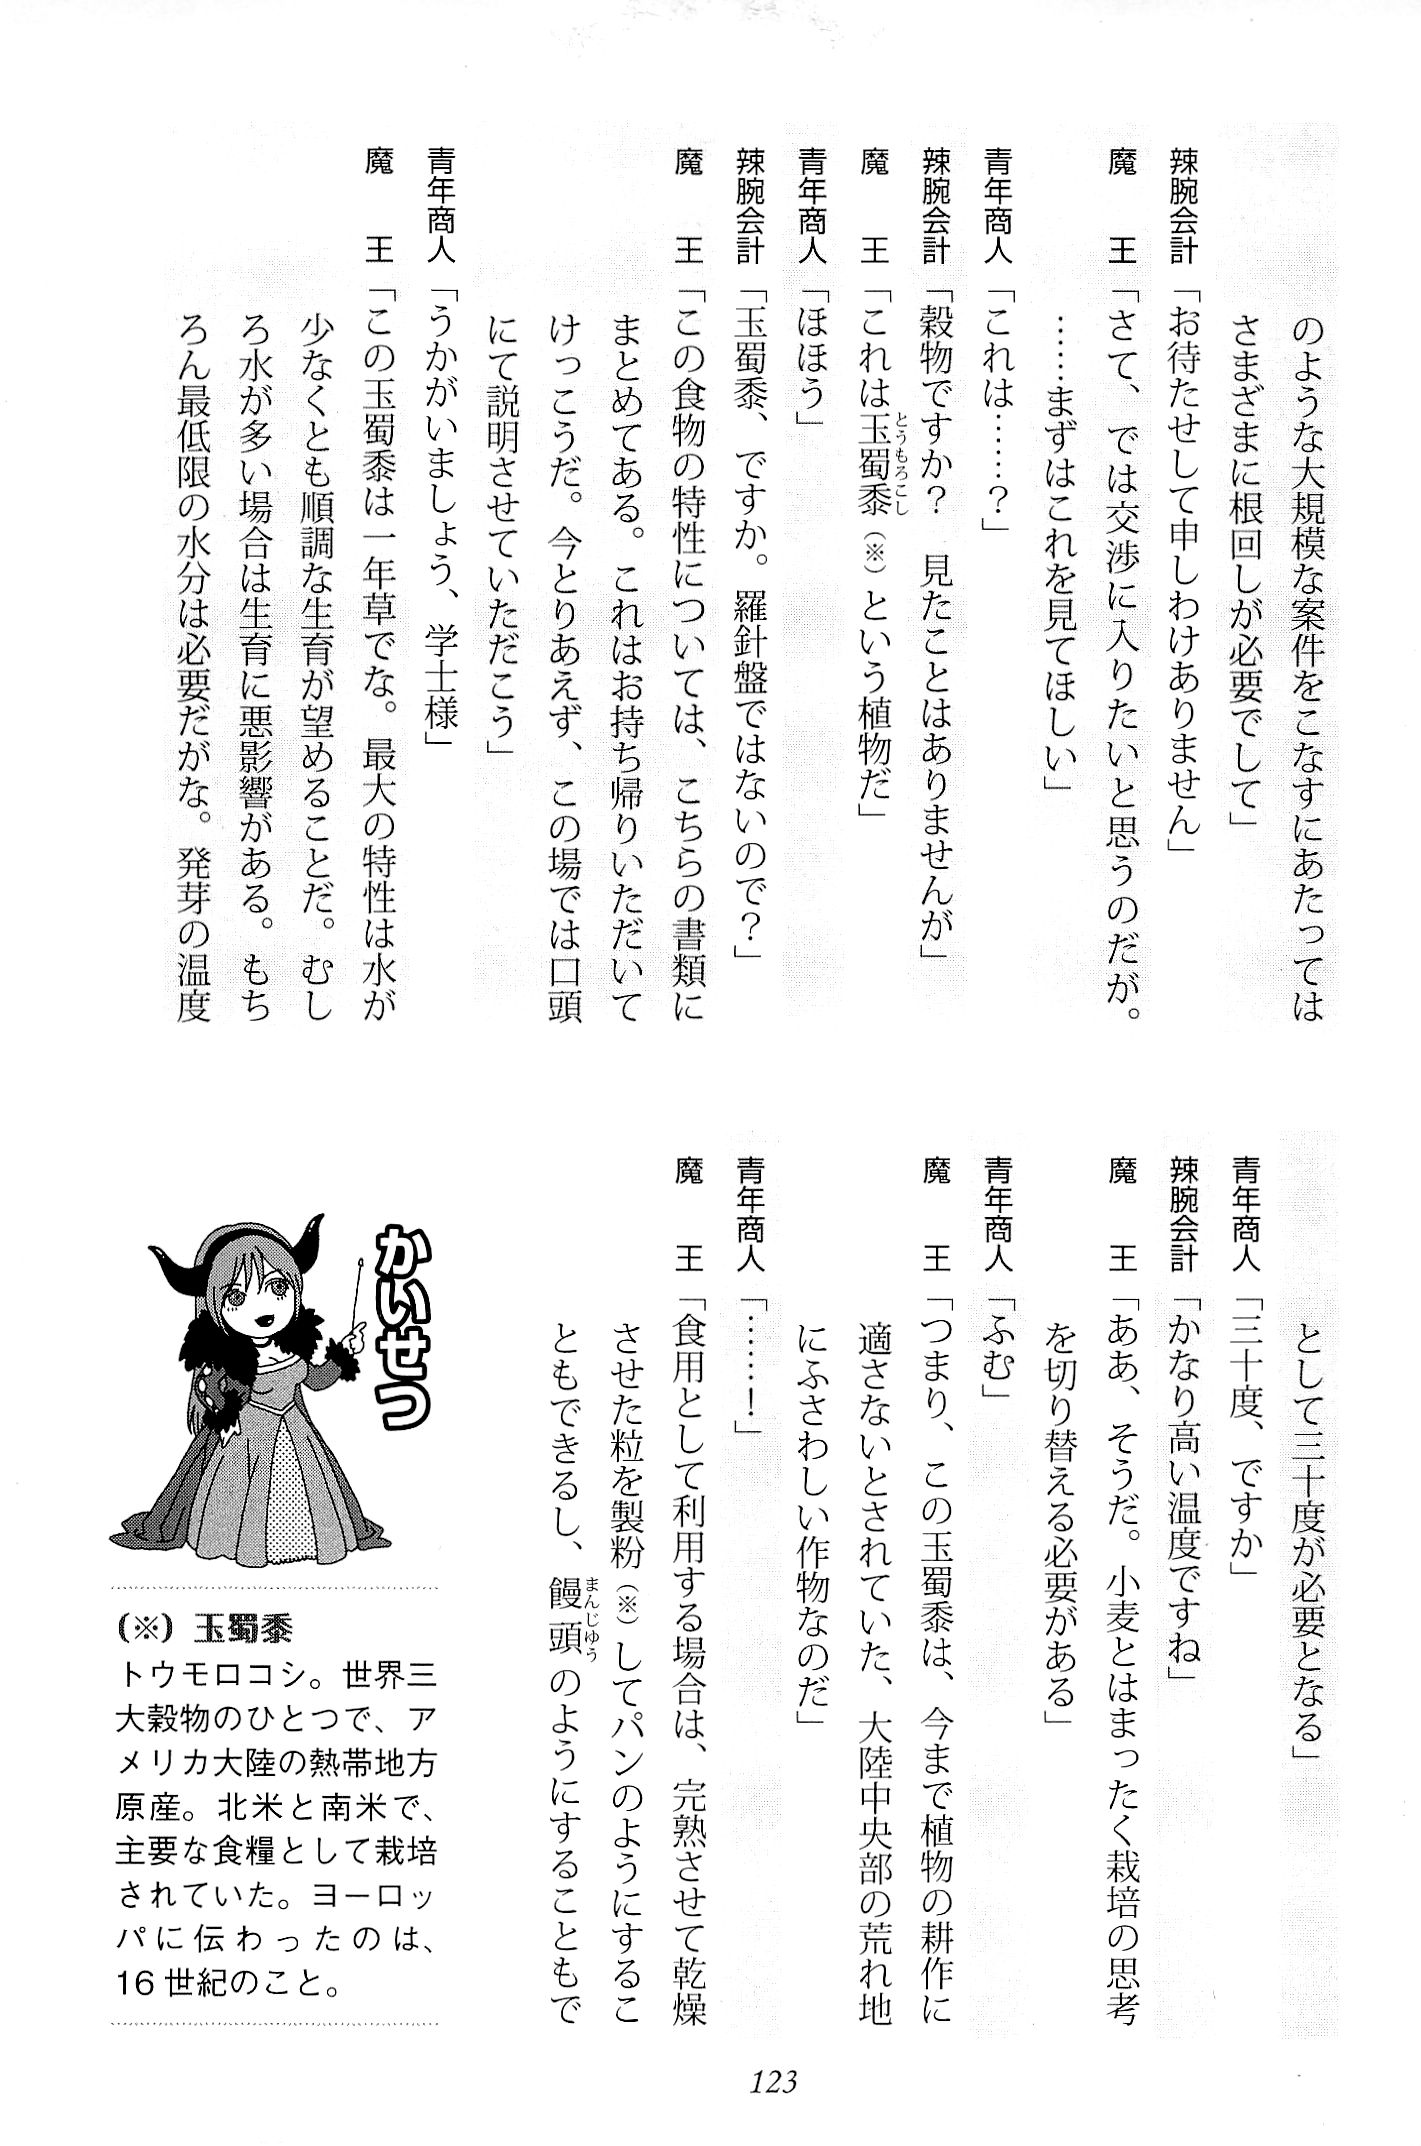 のような大規模な案件をこなすにあたっては
さまざまに根回しが必要でして」
辣腕会計「お待たせして申しわけありません」
魔　王「さて、では交渉に入りたいと思うのだが。
……まずはこれを見てほしい」
青年商人「これは……？」
辣腕会計「穀物ですか？　見たことはありませんが」
魔　王「これは玉蜀黍（※）という植物だ」
とうもろこし
青年商人「ほほう」
辣腕会計「玉蜀黍、ですか。羅針盤ではないので？」
魔　王「この食物の特性については、こちらの書類に
まとめてある。これはお持ち帰りいただいて
けっこうだ。今とりあえず、この場では口頭
にて説明させていただこう」
青年商人「うかがいましょう、学士様」
魔　王「この玉蜀黍は一年草でな。最大の特性は水が
少なくとも順調な生育が望めることだ。むし
ろ水が多い場合は生育に悪影響がある。もち
ろん最低限の水分は必要だがな。発芽の温度
として三十度が必要となる」
青年商人「三十度、ですか」
辣腕会計「かなり高い温度ですね」
魔　王「ああ、そうだ。小麦とはまったく栽培の思考
を切り替える必要がある」
青年商人「ふむ」
魔　王「つまり、この玉蜀黍は、今まで植物の耕作に
適さないとされていた、大陸中央部の荒れ地
にふさわしい作物なのだ」
青年商人「……！」
魔　王「食用として利用する場合は、完熟させて乾燥
させた粒を製粉（※）してパンのようにするこ
ともできるし、饅頭のようにすることもで
まんじゆう
かいせつ
（※）玉蜀黍
トウモロコシ。世界三
大穀物のひとつで、ア
メリカ大陸の熱帯地方
原産。北米と南米で、
主要な食糧として栽培
されていた。ヨーロッ
パに伝わったのは、
16世紀のこと。
123